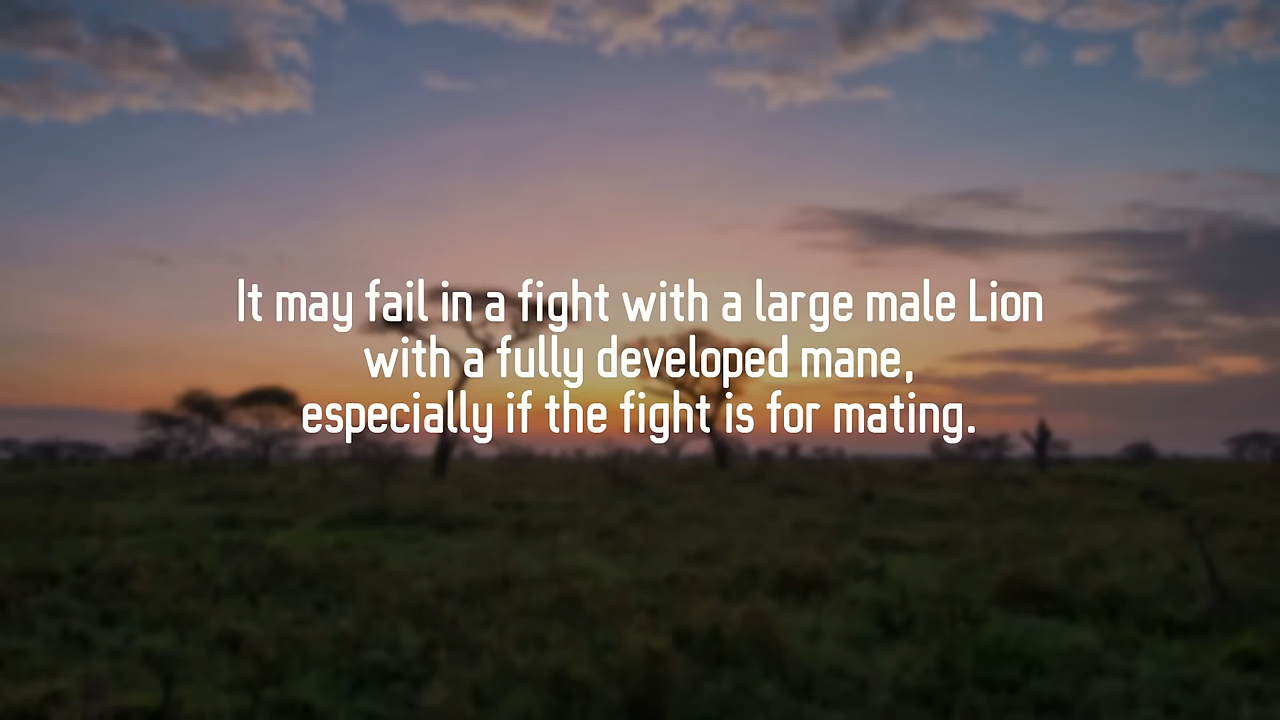 It may fail in a fight with a large male Lion
with a fully developed mane,
especially if the fight is for mating.